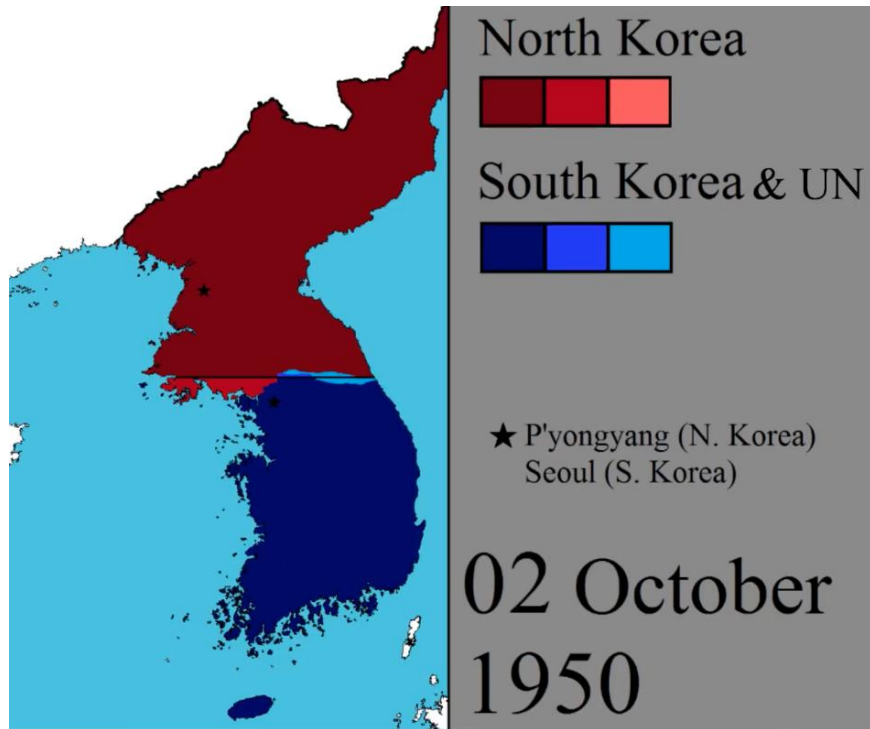 North Korea
South Korea & UN
★ P'yongyang (N. Korea)
Seoul (S. Korea)
02 October
1950